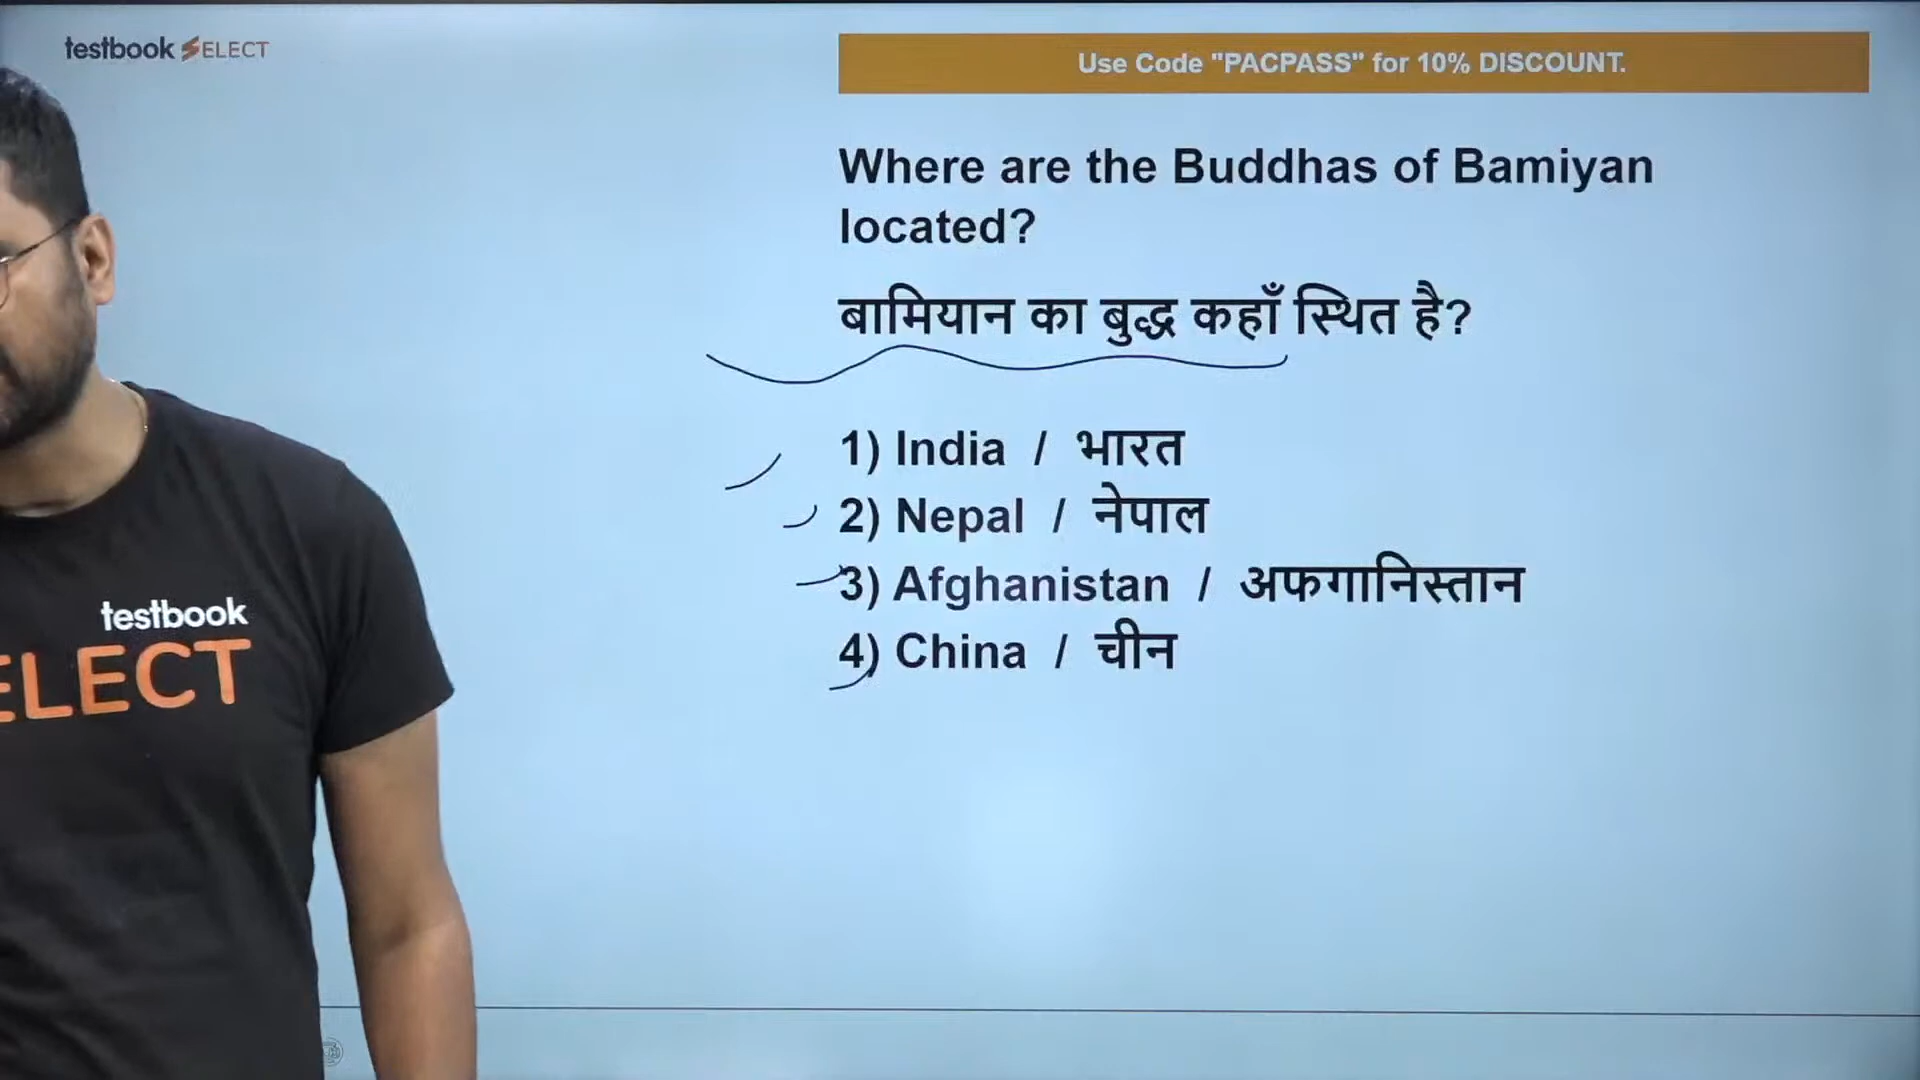 testbook SELECT
Use Code "PACPASS" for 10% DISCOUNT.
Where are the Buddhas of Bamiyan
located?
बामियान का बुद्ध कहाँ स्थित है?
1) India / भारत
2) Nepal / नेपाल
3) Afghanistan / अफगानिस्तान
4) China / चीन
testbook
ELECT